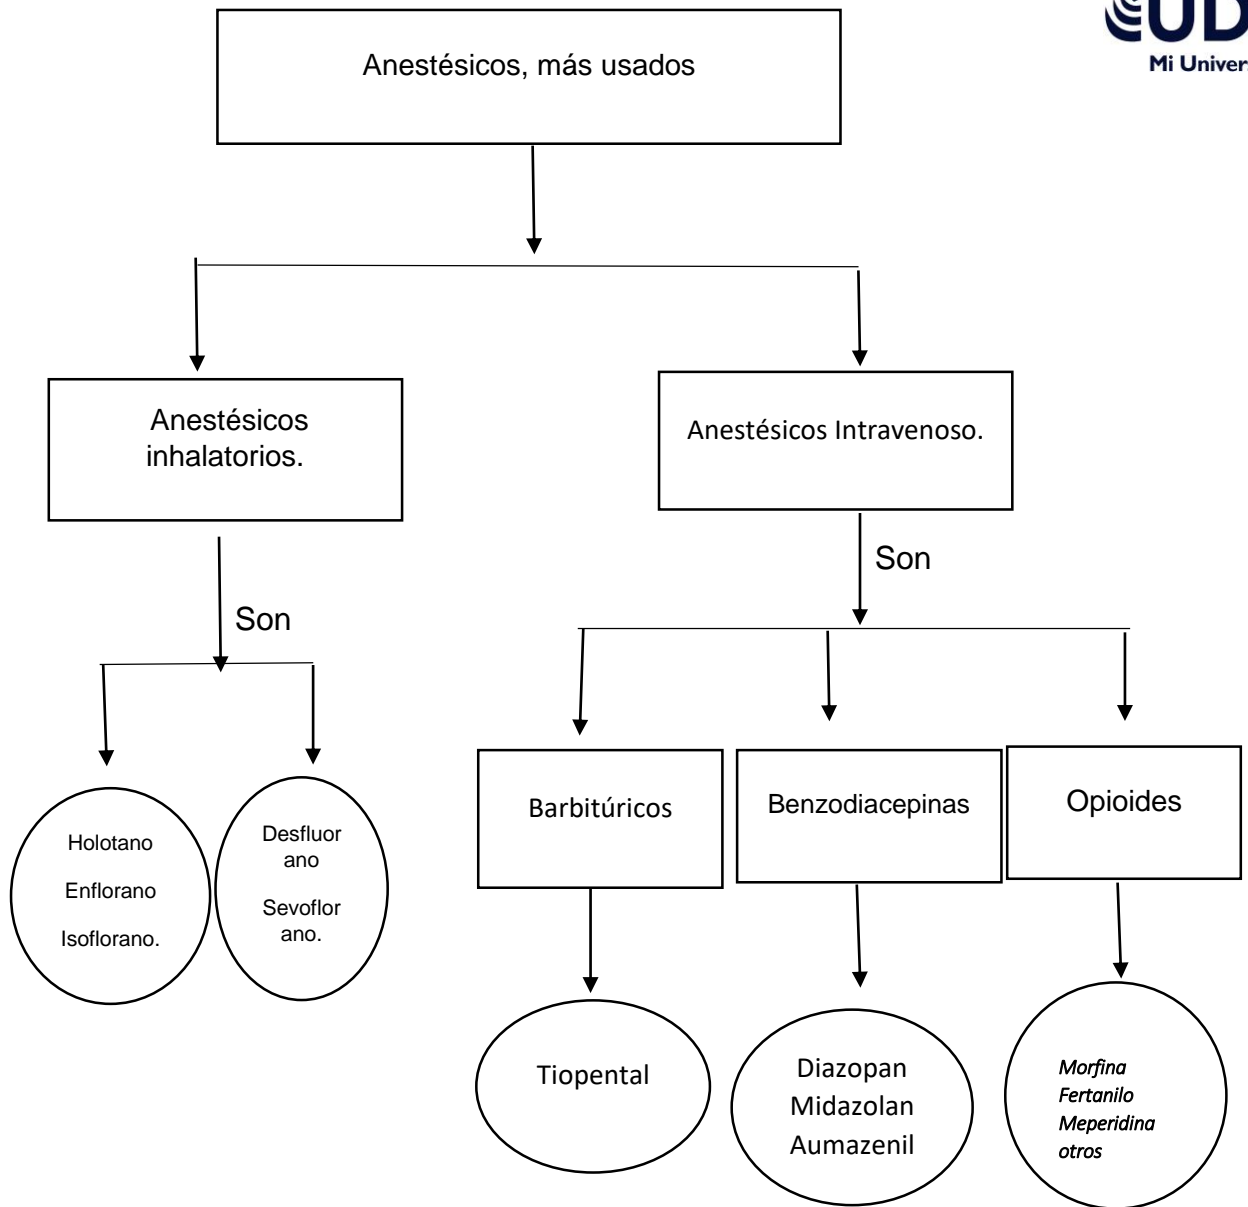 UD
Mi Univer
Anestésicos, más usados
Anestésicos
inhalatorios.
Anestésicos Intravenoso.
Son
Son
Holotano
Enflorano
Isoflorano.
Desfluor
ano
Sevoflor
ano.
Barbitúricos
Benzodiacepinas
Opioides
Tiopental
Diazopan
Midazolan
Aumazenil
Morfina
Fertanilo
Meperidina
otros